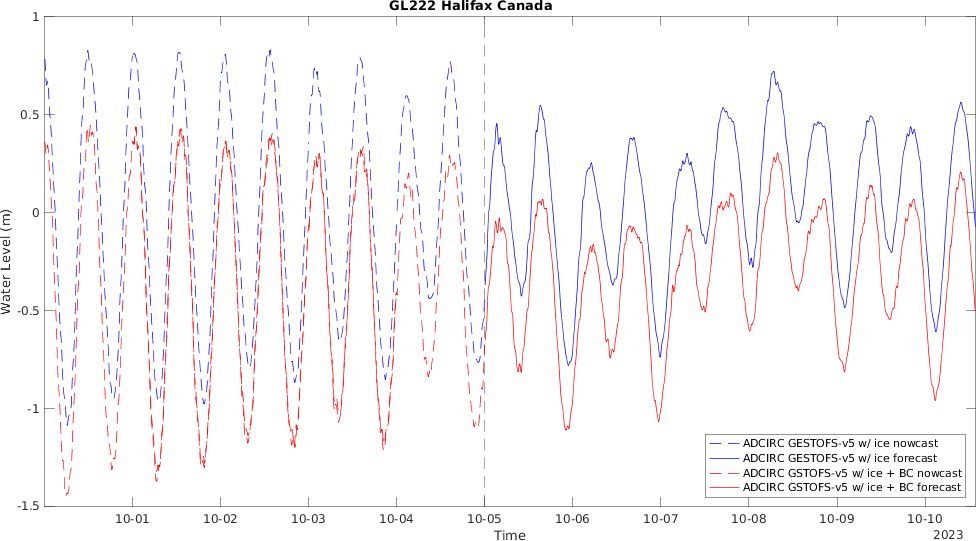 GL222 Halifax Canada
1
0.5
0
-0.5
-1
-1.5
Water Level (m)
ADCIRC GESTOFS-v5 w/ ice nowcast
ADCIRC GESTOFS-v5 w/ ice forecast
ADCIRC GSTOFS-v5 w/ ice + BC nowcast
ADCIRC GSTOFS-v5 w/ ice + BC forecast
10-01 10-02 10-03 10-04 10-05 10-06 10-07 10-08 10-09 10-10
Time
2023